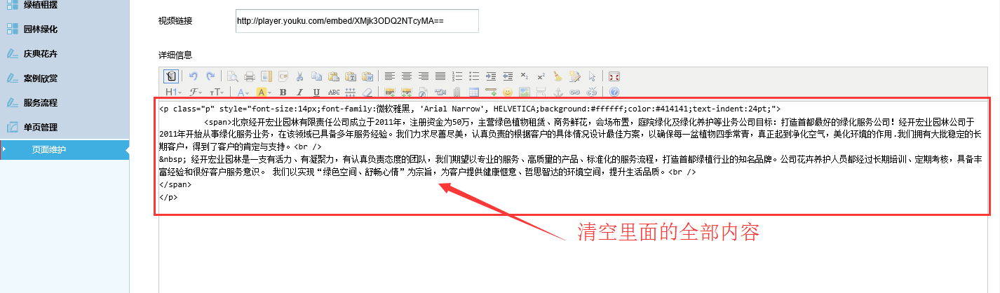 绿植租摆
园林绿化
庆典花卉
案例欣赏
服务流程
单页管理
页面维护
视频链接
http://player.youku.com/embed/XMjk3ODQ2NTcyMA==
详细信息
H1 F тT A A B I U ABC
<p class="p" style="font-size:14px;font-family:微软雅黑, 'Arial Narrow', HELVETICA;background:#ffffff;color:#414141;text-indent:24pt;">
<span>北京经开宏业园林有限责任公司成立于2011年，注册资金为50万，主营绿色植物租赁、商务鲜花，会场布置，庭院绿化及绿化养护等业务公司目标：打造首都最好的绿化服务公司！经开宏业园林公司于
2011年开始从事绿化服务业务，在该领域已具备多年服务经验。我们力求尽善尽美，认真负责的根据客户的具体情况设计最佳方案，以确保每一盆植物四季常青，真正起到净化空气，美化环境的作用.我们拥有大批稳定的长
期客户，得到了客户的肯定与支持。<br />
&nbsp; 经开宏业园林是一支有活力、有凝聚力，有认真负责态度的团队，我们期望以专业的服务、高质量的产品、标准化的服务流程，打造首都绿植行业的知名品牌。公司花卉养护人员都经过长期培训、定期考核，具备丰
富经验和很好客户服务意识。 我们以实现“绿色空间、舒畅心情”为宗旨，为客户提供健康惬意、哲思智达的环境空间，提升生活品质。<br />
</span>
</p>
清空里面的全部内容